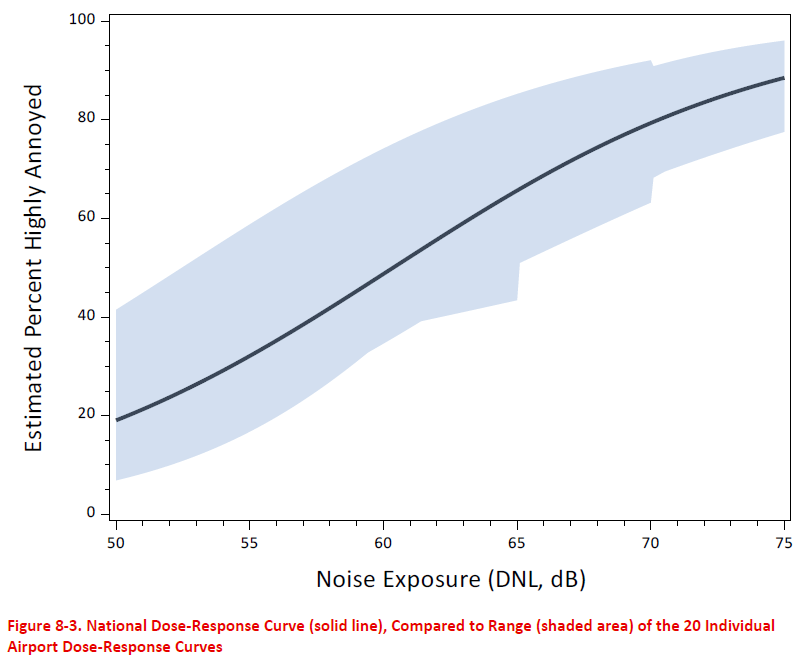 100
80
60
40
20
0
Estimated Percent Highly Annoyed
50 55 60 65 70 75
Noise Exposure (DNL, dB)
Figure 8-3. National Dose-Response Curve (solid line), Compared to Range (shaded area) of the 20 Individual
Airport Dose-Response Curves